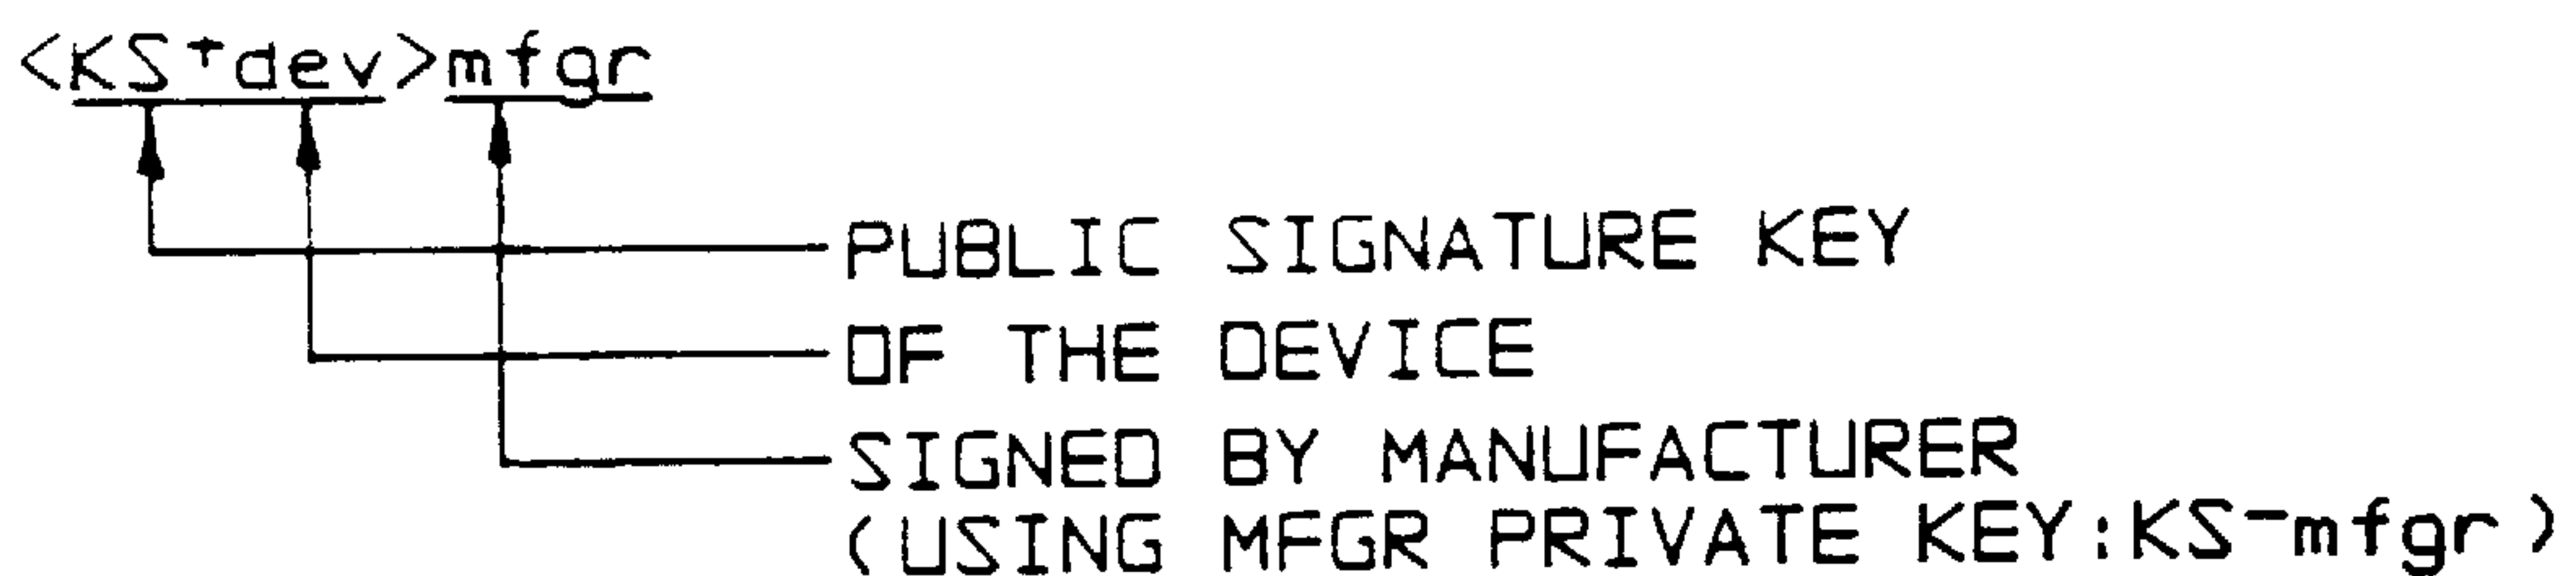 <KS⁺dev>mfgr
PUBLIC SIGNATURE KEY
OF THE DEVICE
SIGNED BY MANUFACTURER
(USING MFGR PRIVATE KEY:KS⁻mfgr)